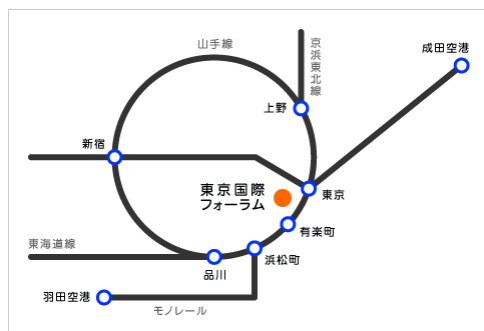 山手線
京浜東北線
成田空港
上野
新宿
東京国際
フォーラム
東京
有楽町
東海道線
浜松町
品川
羽田空港
モノレール